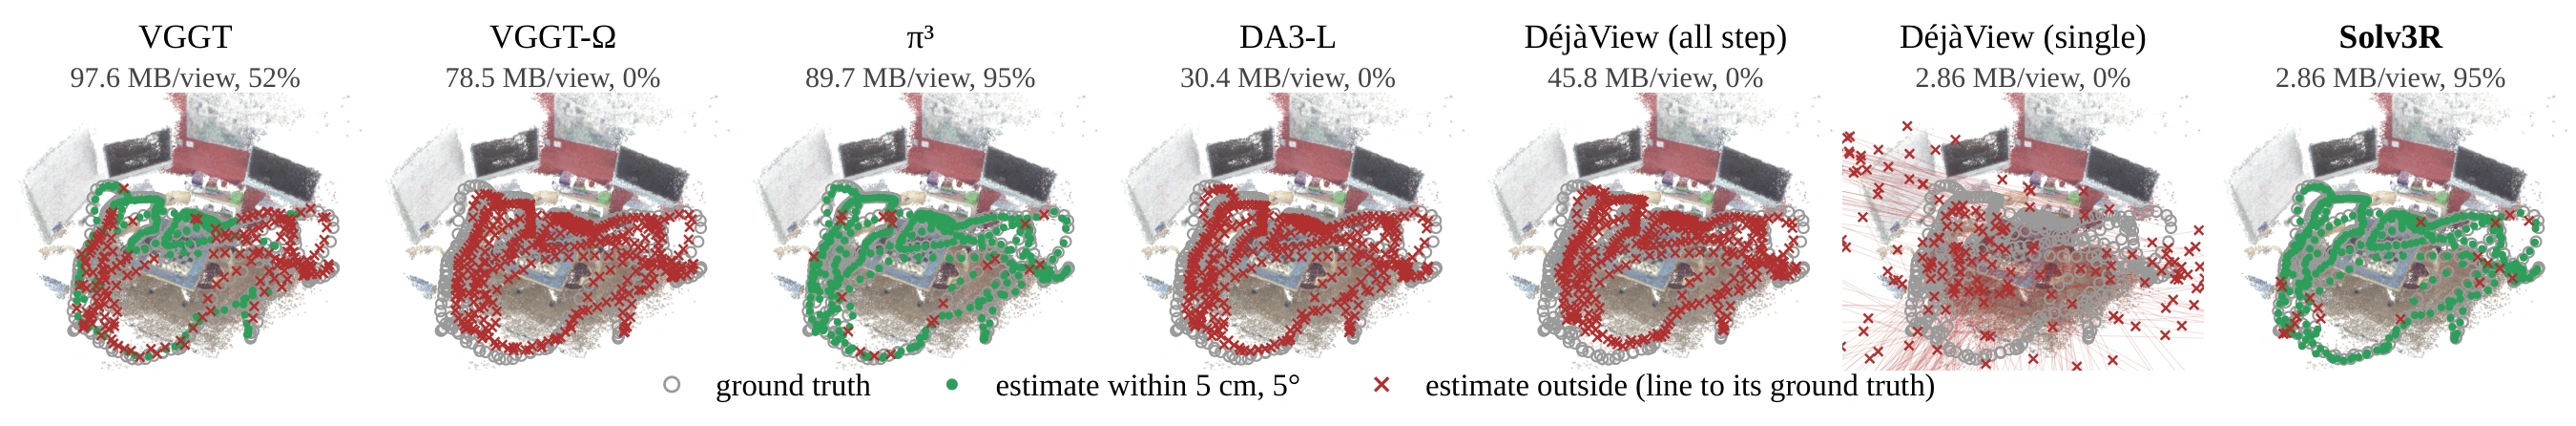 VGGT
97.6 MB/view, 52%
VGGT-Ω
78.5 MB/view, 0%
π³
89.7 MB/view, 95%
DA3-L
30.4 MB/view, 0%
DéjàView (all step)
45.8 MB/view, 0%
DéjàView (single)
2.86 MB/view, 0%
Solv3R
2.86 MB/view, 95%
ground truth
estimate within 5 cm, 5°
estimate outside (line to its ground truth)